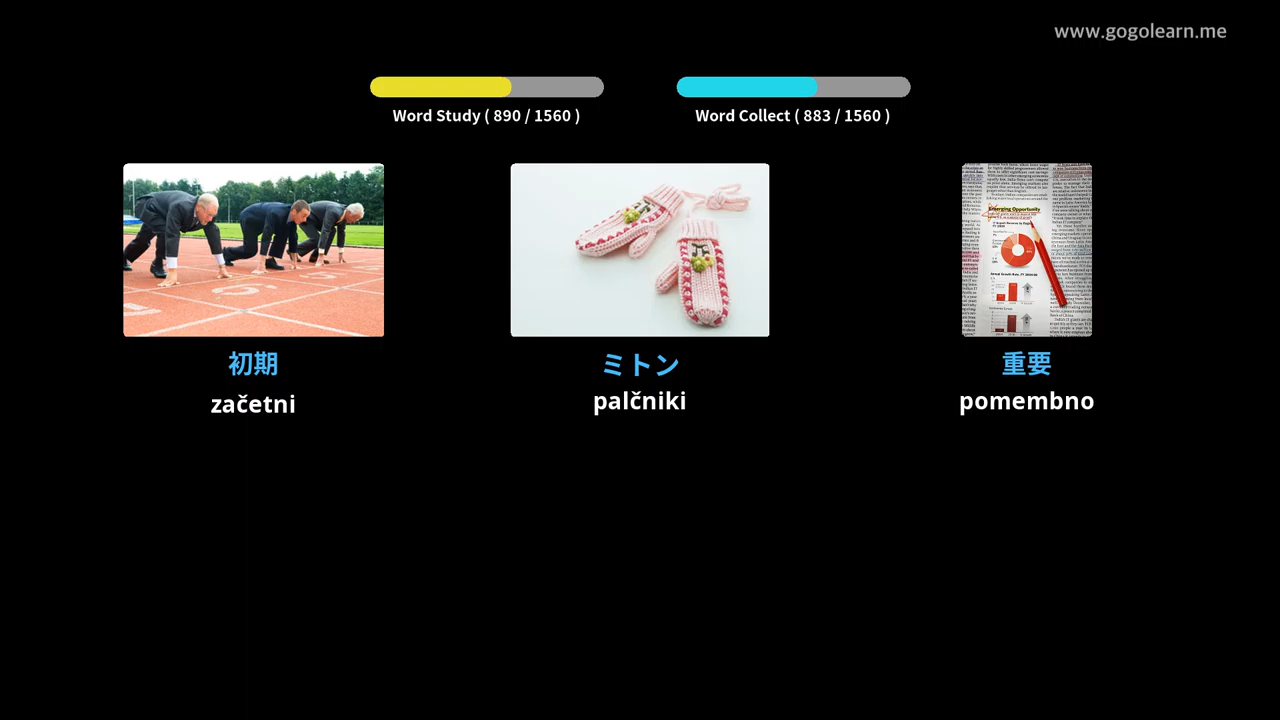 www.gogolearn.me
Word Study ( 890 / 1560 )
Word Collect ( 883 / 1560 )
Emerging Opportunity
初期
ミトン
重要
začetni
palčniki
pomembno